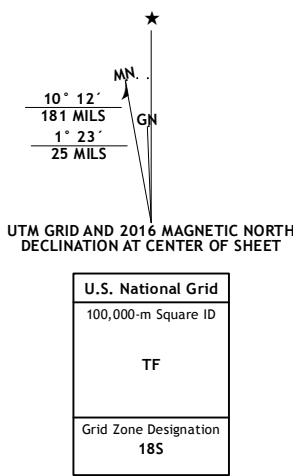 ★
MN
GN
10° 12´
181 MILS
1° 23´
25 MILS
UTM GRID AND 2016 MAGNETIC NORTH
DECLINATION AT CENTER OF SHEET
U.S. National Grid
100,000-m Square ID
TF
Grid Zone Designation
18S